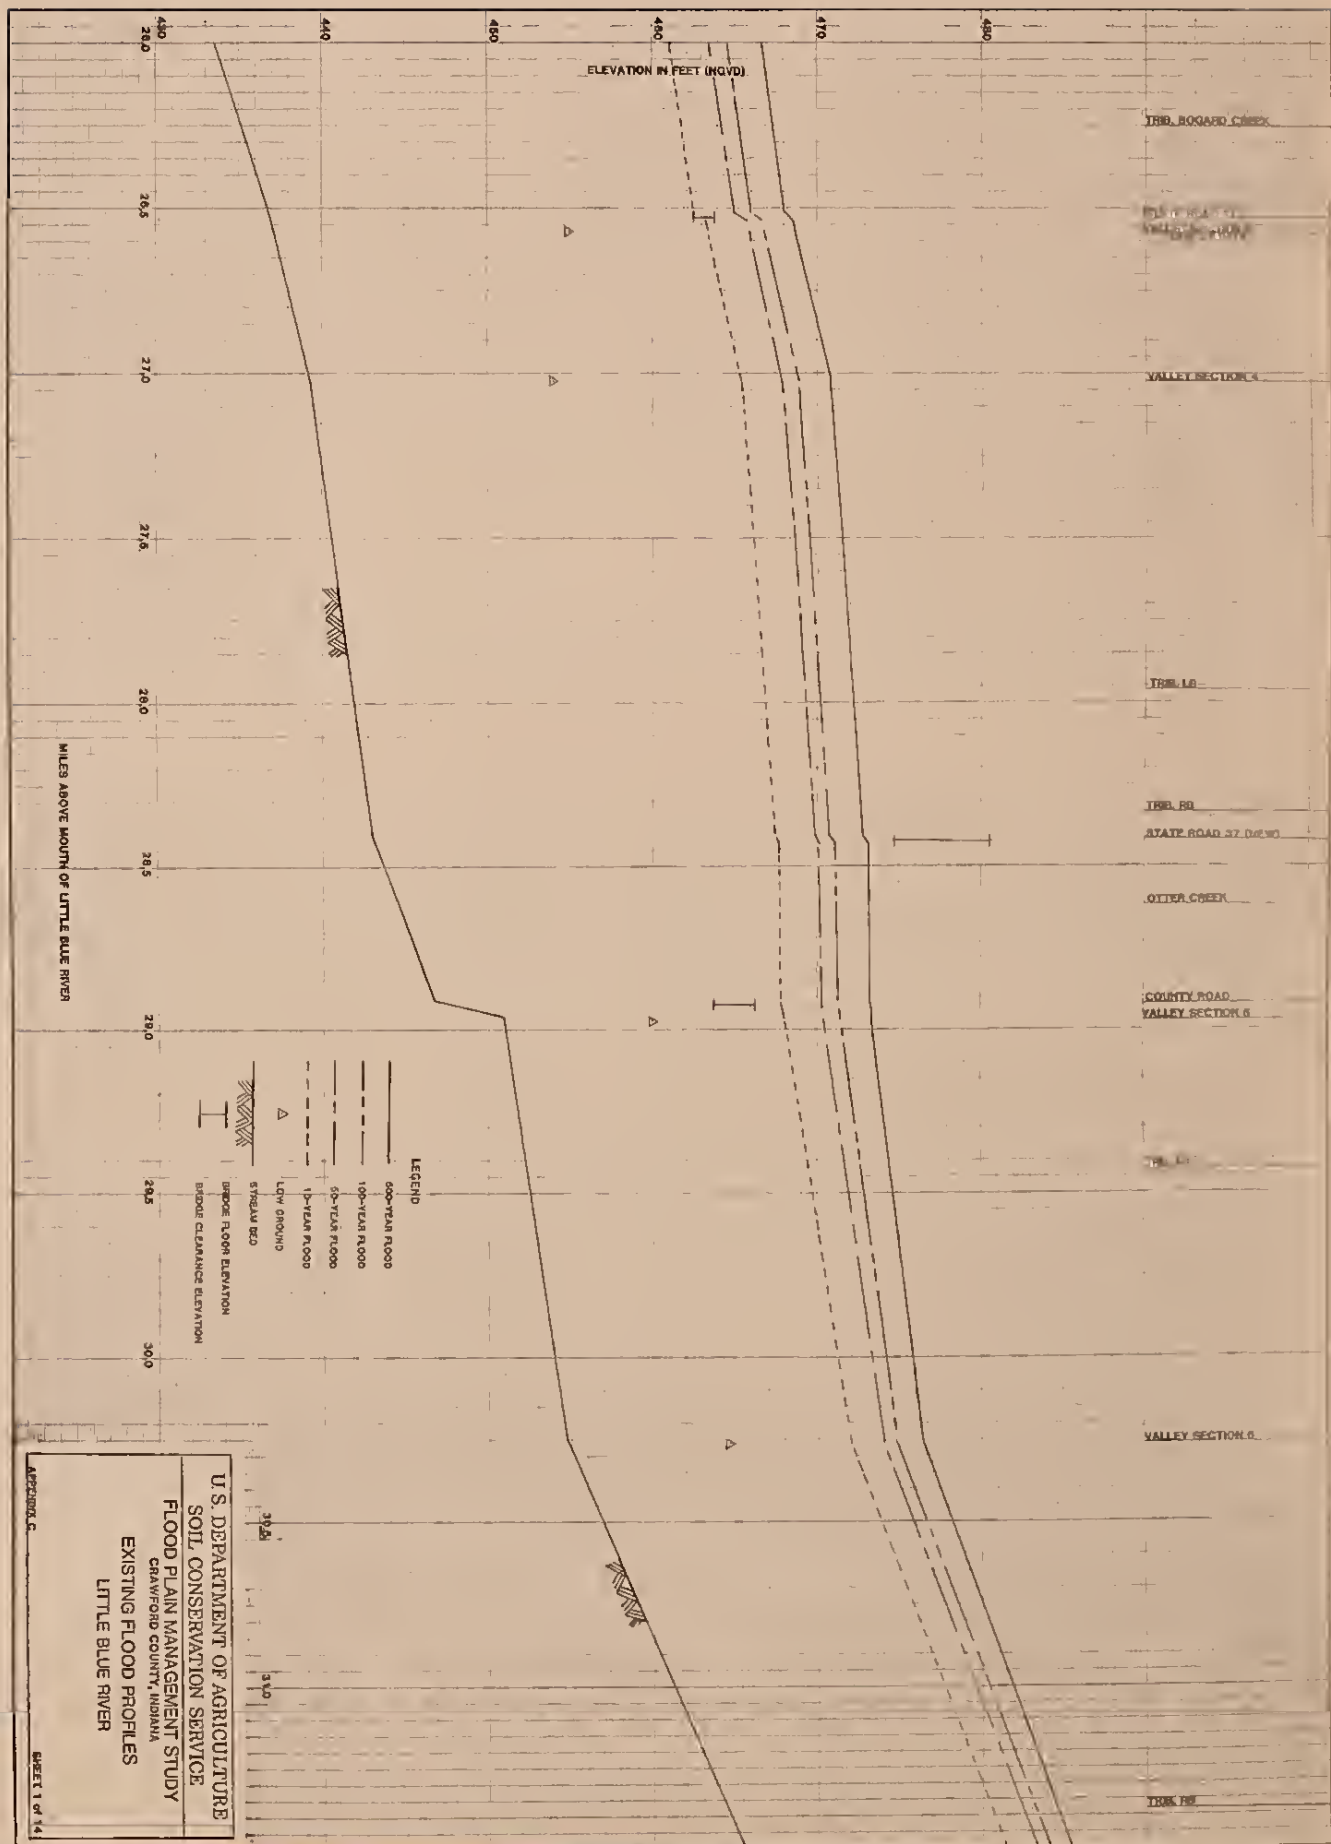 430
440
450
460
470
480
ELEVATION IN FEET (NGVD)
26.0
26.5
27.0
27.5
28.0
28.5
29.0
29.5
30.0
30.5
31.0
MILES ABOVE MOUTH OF LITTLE BLUE RIVER
TRIB. BOGARD CREEK
VALLEY SECTION 4
TRIB. LB
TRIB. RB
STATE ROAD 37 (NEW)
OTTER CREEK
COUNTY ROAD
VALLEY SECTION 5
VALLEY SECTION 6
TRIB. RB
LEGEND
500-YEAR FLOOD
100-YEAR FLOOD
50-YEAR FLOOD
10-YEAR FLOOD
LOW GROUND
STREAM BED
BRIDGE FLOOR ELEVATION
BRIDGE CLEARANCE ELEVATION
U.S. DEPARTMENT OF AGRICULTURE
SOIL CONSERVATION SERVICE
FLOOD PLAIN MANAGEMENT STUDY
CRAWFORD COUNTY, INDIANA
EXISTING FLOOD PROFILES
LITTLE BLUE RIVER
APPENDIX C
SHEET 1 of 14